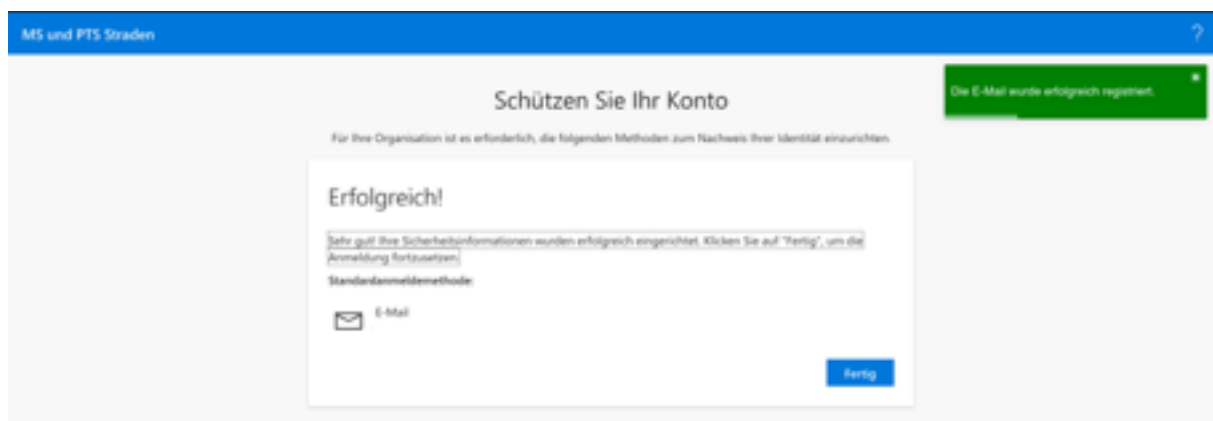 MS und PTS Straden
?
Die E-Mail wurde erfolgreich registriert.
Schützen Sie Ihr Konto
Für Ihre Organisation ist es erforderlich, die folgenden Methoden zum Nachweis Ihrer Identität einzurichten.
Erfolgreich!
Sehr gut! Ihre Sicherheitsinformationen wurden erfolgreich eingerichtet. Klicken Sie auf "Fertig", um die
Anmeldung fortzusetzen.
Standardanmeldemethode:
E-Mail
Fertig